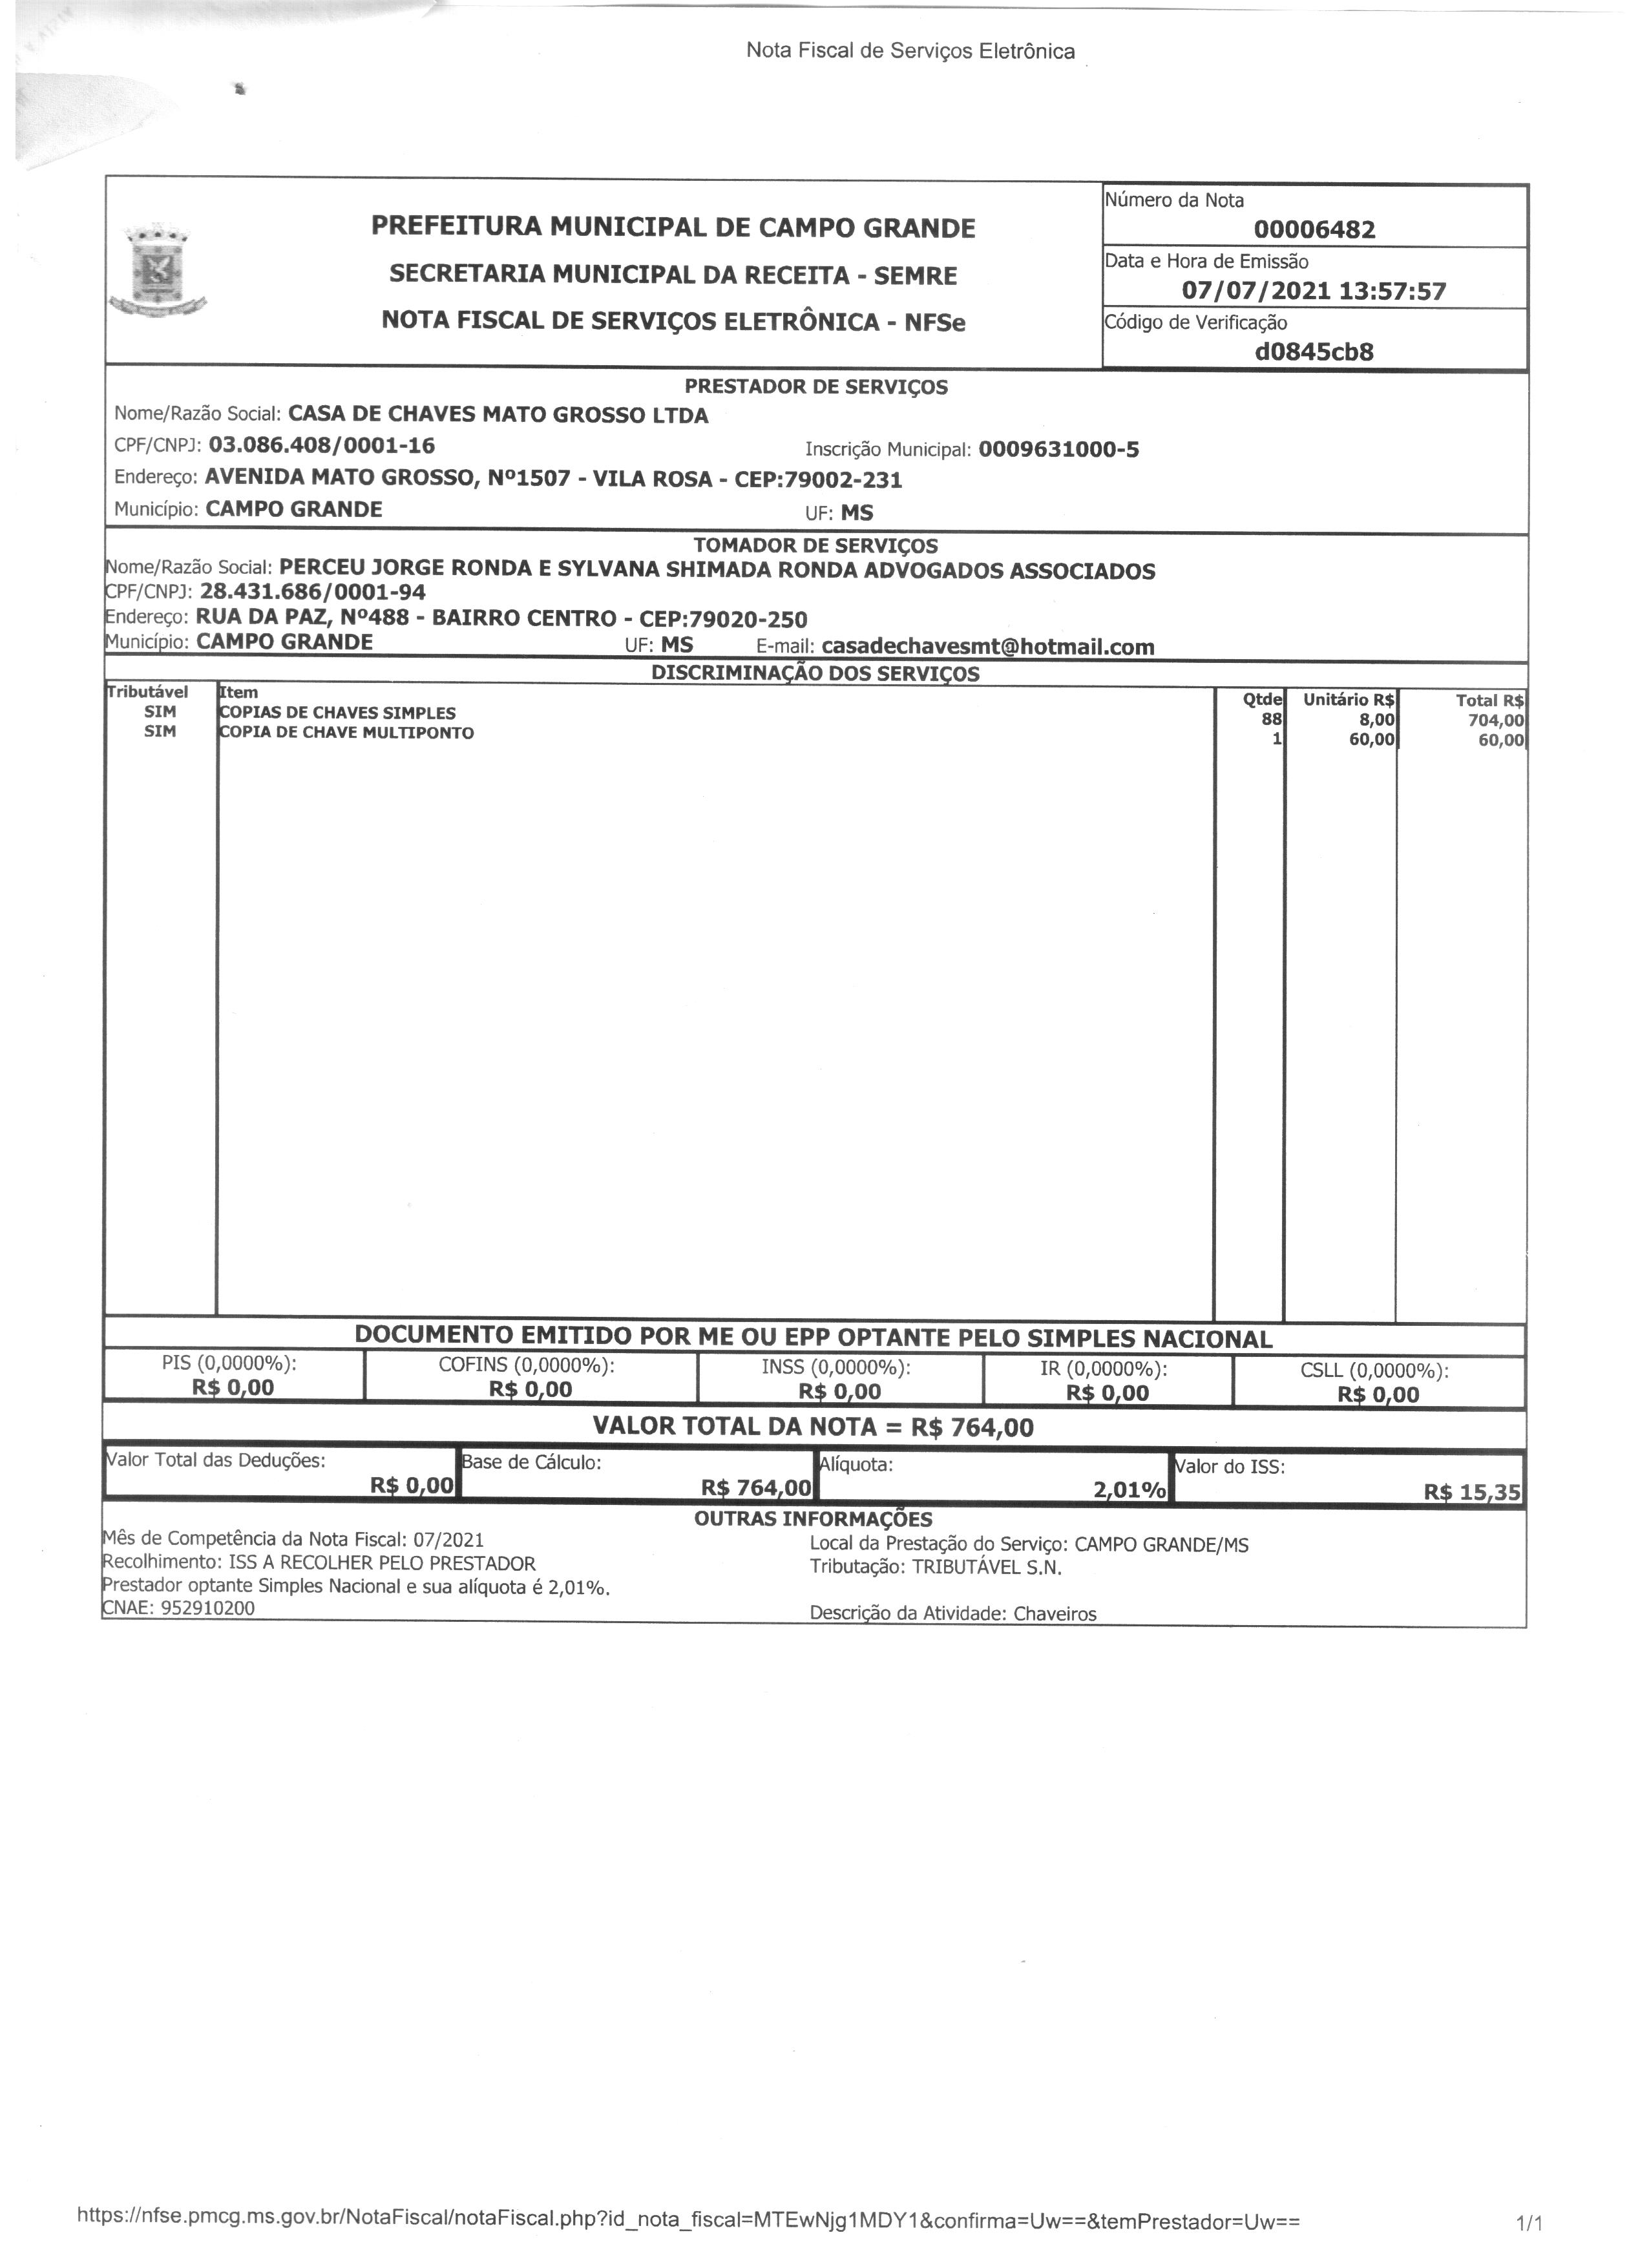 Nota Fiscal de Serviços Eletrônica
PREFEITURA MUNICIPAL DE CAMPO GRANDE
SECRETARIA MUNICIPAL DA RECEITA - SEMRE
NOTA FISCAL DE SERVIÇOS ELETRÔNICA - NFSe
Número da Nota
00006482
Data e Hora de Emissão
07/07/2021 13:57:57
Código de Verificação
d0845cb8
PRESTADOR DE SERVIÇOS
Nome/Razão Social: CASA DE CHAVES MATO GROSSO LTDA
CPF/CNPJ: 03.086.408/0001-16 Inscrição Municipal: 0009631000-5
Endereço: AVENIDA MATO GROSSO, Nº1507 - VILA ROSA - CEP:79002-231
Município: CAMPO GRANDE UF: MS
TOMADOR DE SERVIÇOS
Nome/Razão Social: PERCEU JORGE RONDA E SYLVANA SHIMADA RONDA ADVOGADOS ASSOCIADOS
CPF/CNPJ: 28.431.686/0001-94
Endereço: RUA DA PAZ, Nº488 - BAIRRO CENTRO - CEP:79020-250
Município: CAMPO GRANDE UF: MS E-mail: casadechavesmt@hotmail.com
DISCRIMINAÇÃO DOS SERVIÇOS
Tributável Item Qtde Unitário R$ Total R$
SIM COPIAS DE CHAVES SIMPLES 88 8,00 704,00
SIM COPIA DE CHAVE MULTIPONTO 1 60,00 60,00
DOCUMENTO EMITIDO POR ME OU EPP OPTANTE PELO SIMPLES NACIONAL
PIS (0,0000%): COFINS (0,0000%): INSS (0,0000%): IR (0,0000%): CSLL (0,0000%):
R$ 0,00 R$ 0,00 R$ 0,00 R$ 0,00 R$ 0,00
VALOR TOTAL DA NOTA = R$ 764,00
Valor Total das Deduções: Base de Cálculo: Alíquota: Valor do ISS:
R$ 0,00 R$ 764,00 2,01% R$ 15,35
OUTRAS INFORMAÇÕES
Mês de Competência da Nota Fiscal: 07/2021 Local da Prestação do Serviço: CAMPO GRANDE/MS
Recolhimento: ISS A RECOLHER PELO PRESTADOR Tributação: TRIBUTÁVEL S.N.
Prestador optante Simples Nacional e sua alíquota é 2,01%.
CNAE: 952910200 Descrição da Atividade: Chaveiros
https://nfse.pmcg.ms.gov.br/NotaFiscal/notaFiscal.php?id_nota_fiscal=MTEwNjg1MDY1&confirma=Uw==&temPrestador=Uw== 1/1